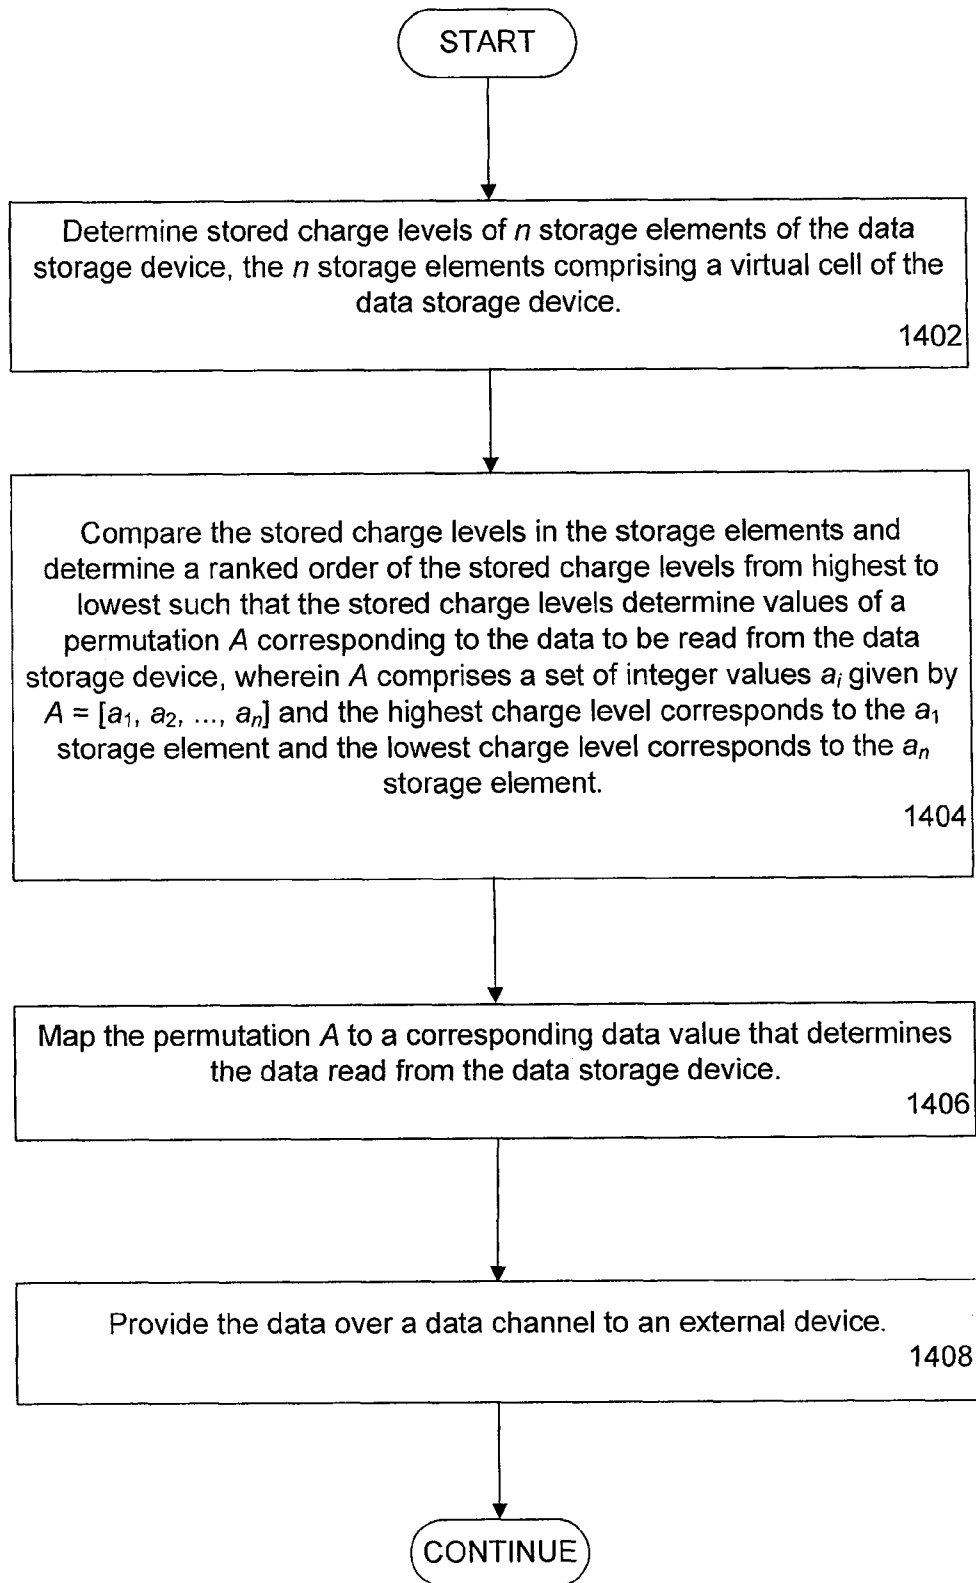 START
Determine stored charge levels of n storage elements of the data
storage device, the n storage elements comprising a virtual cell of the
data storage device.
1402
Compare the stored charge levels in the storage elements and
determine a ranked order of the stored charge levels from highest to
lowest such that the stored charge levels determine values of a
permutation A corresponding to the data to be read from the data
storage device, wherein A comprises a set of integer values aᵢ given by
A = [a₁, a₂, ..., aₙ] and the highest charge level corresponds to the a₁
storage element and the lowest charge level corresponds to the aₙ
storage element.
1404
Map the permutation A to a corresponding data value that determines
the data read from the data storage device.
1406
Provide the data over a data channel to an external device.
1408
CONTINUE